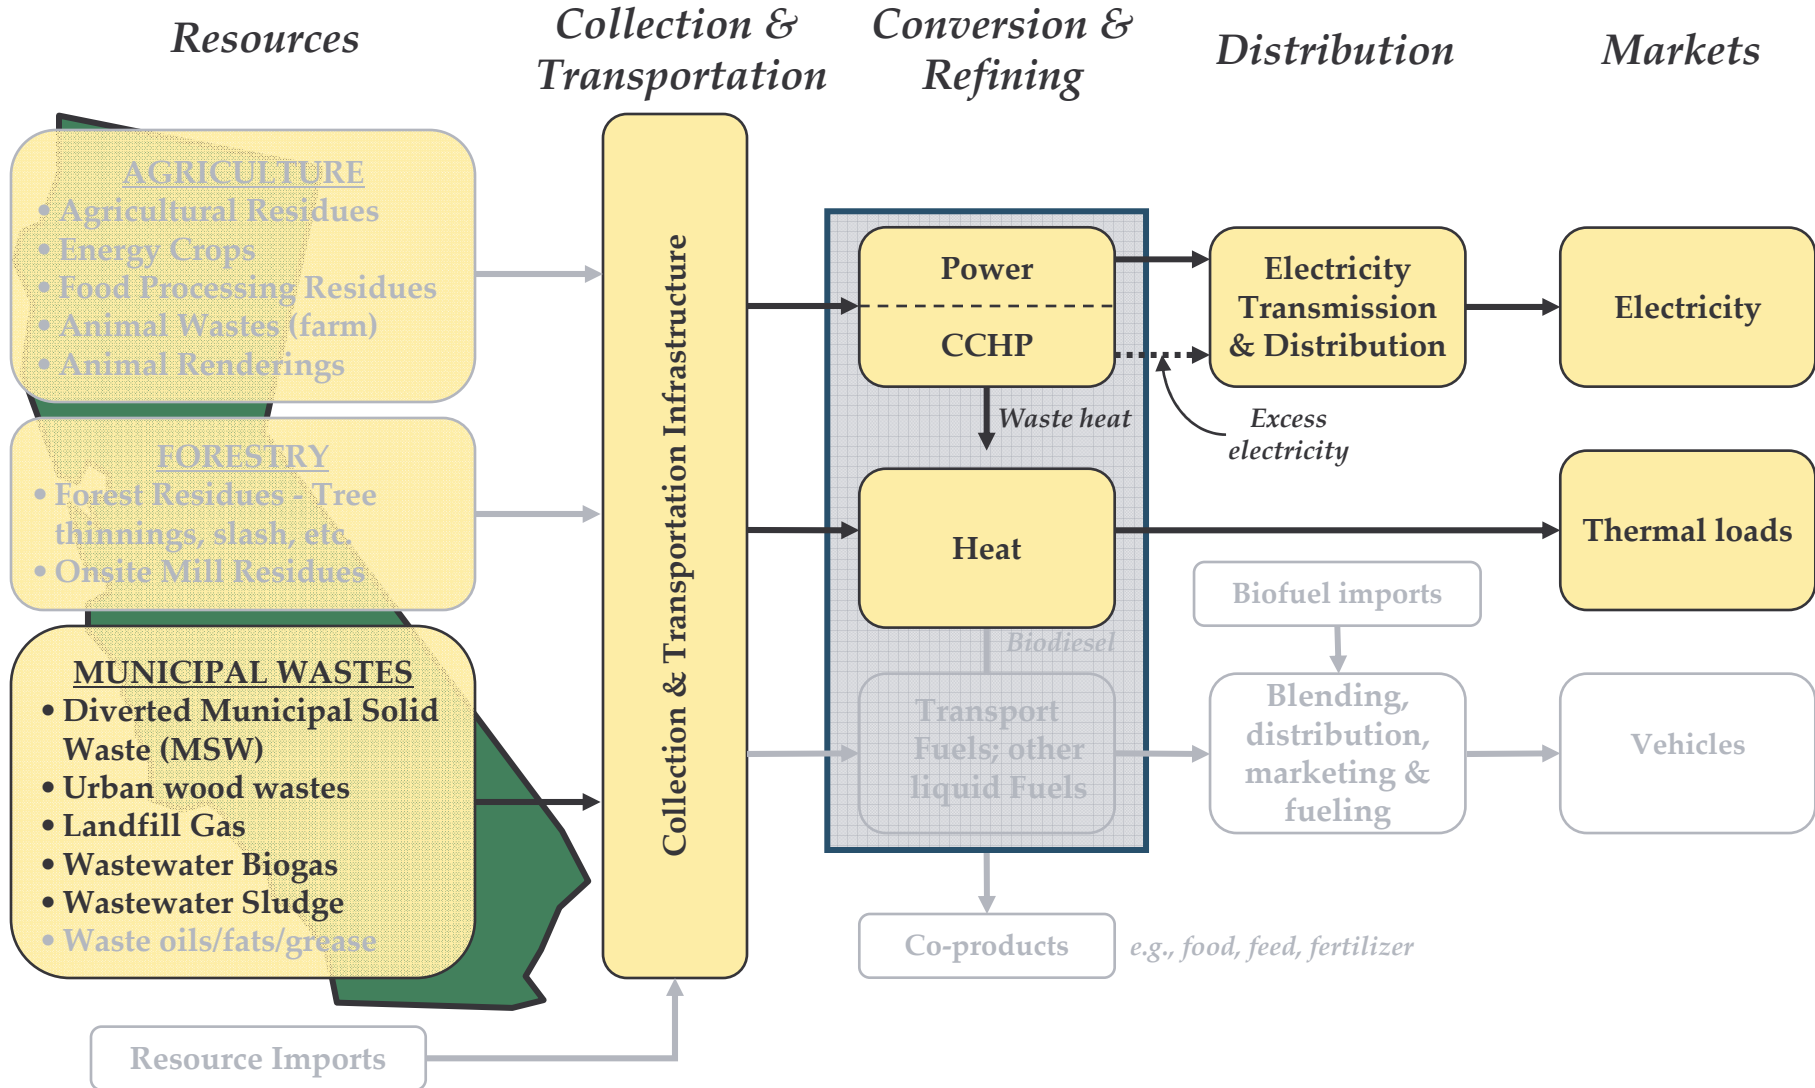 Resources
Collection &
Transportation
Conversion &
Refining
Distribution
Markets
AGRICULTURE
• Agricultural Residues
• Energy Crops
• Food Processing Residues
• Animal Wastes (farm)
• Animal Renderings
FORESTRY
• Forest Residues - Tree
thinnings, slash, etc.
• Onsite Mill Residues
MUNICIPAL WASTES
• Diverted Municipal Solid
Waste (MSW)
• Urban wood wastes
• Landfill Gas
• Wastewater Biogas
• Wastewater Sludge
• Waste oils/fats/grease
Resource Imports
Collection & Transportation Infrastructure
Power
CCHP
Waste heat
Heat
Biodiesel
Transport
Fuels; other
liquid Fuels
Co-products
e.g., food, feed, fertilizer
Electricity
Transmission
& Distribution
Excess
electricity
Biofuel imports
Blending,
distribution,
marketing &
fueling
Electricity
Thermal loads
Vehicles